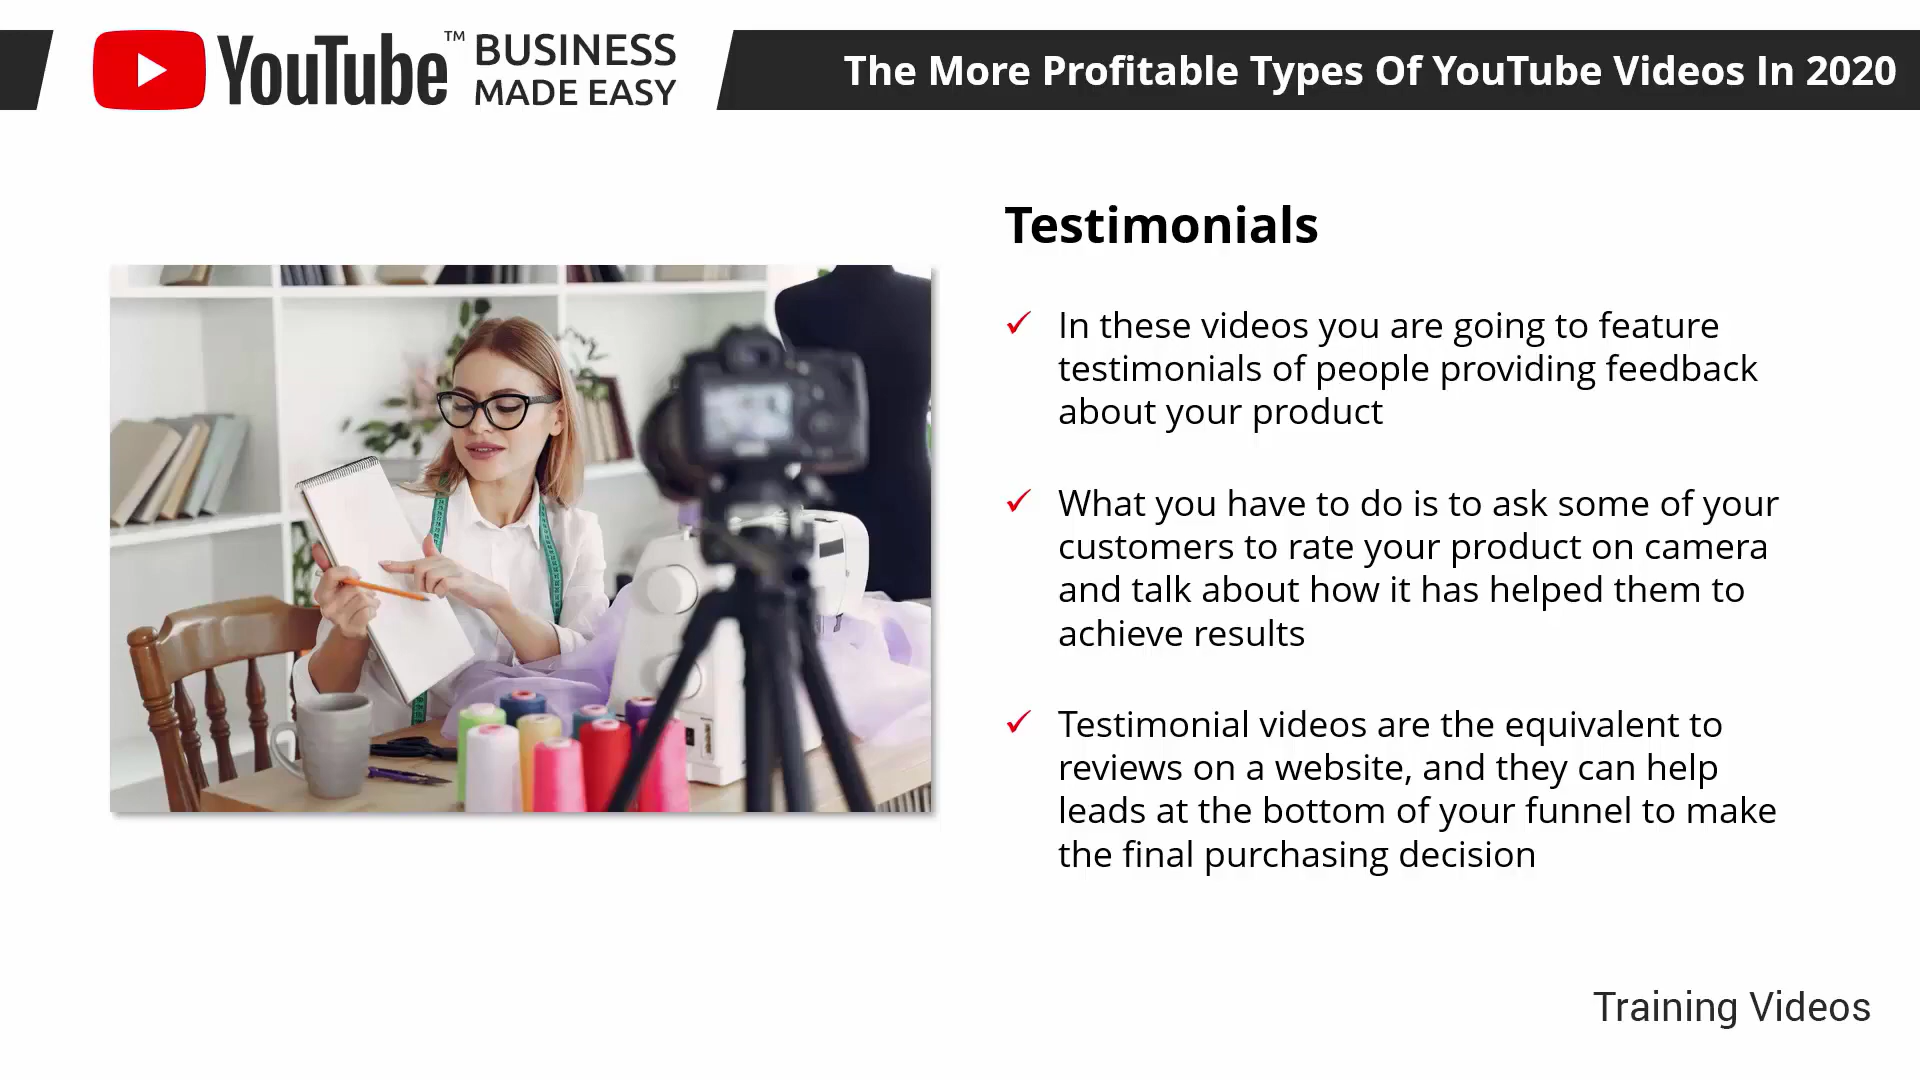 YouTube™ BUSINESS
MADE EASY
The More Profitable Types Of YouTube Videos In 2020
Testimonials
In these videos you are going to feature
testimonials of people providing feedback
about your product
What you have to do is to ask some of your
customers to rate your product on camera
and talk about how it has helped them to
achieve results
Testimonial videos are the equivalent to
reviews on a website, and they can help
leads at the bottom of your funnel to make
the final purchasing decision
Training Videos